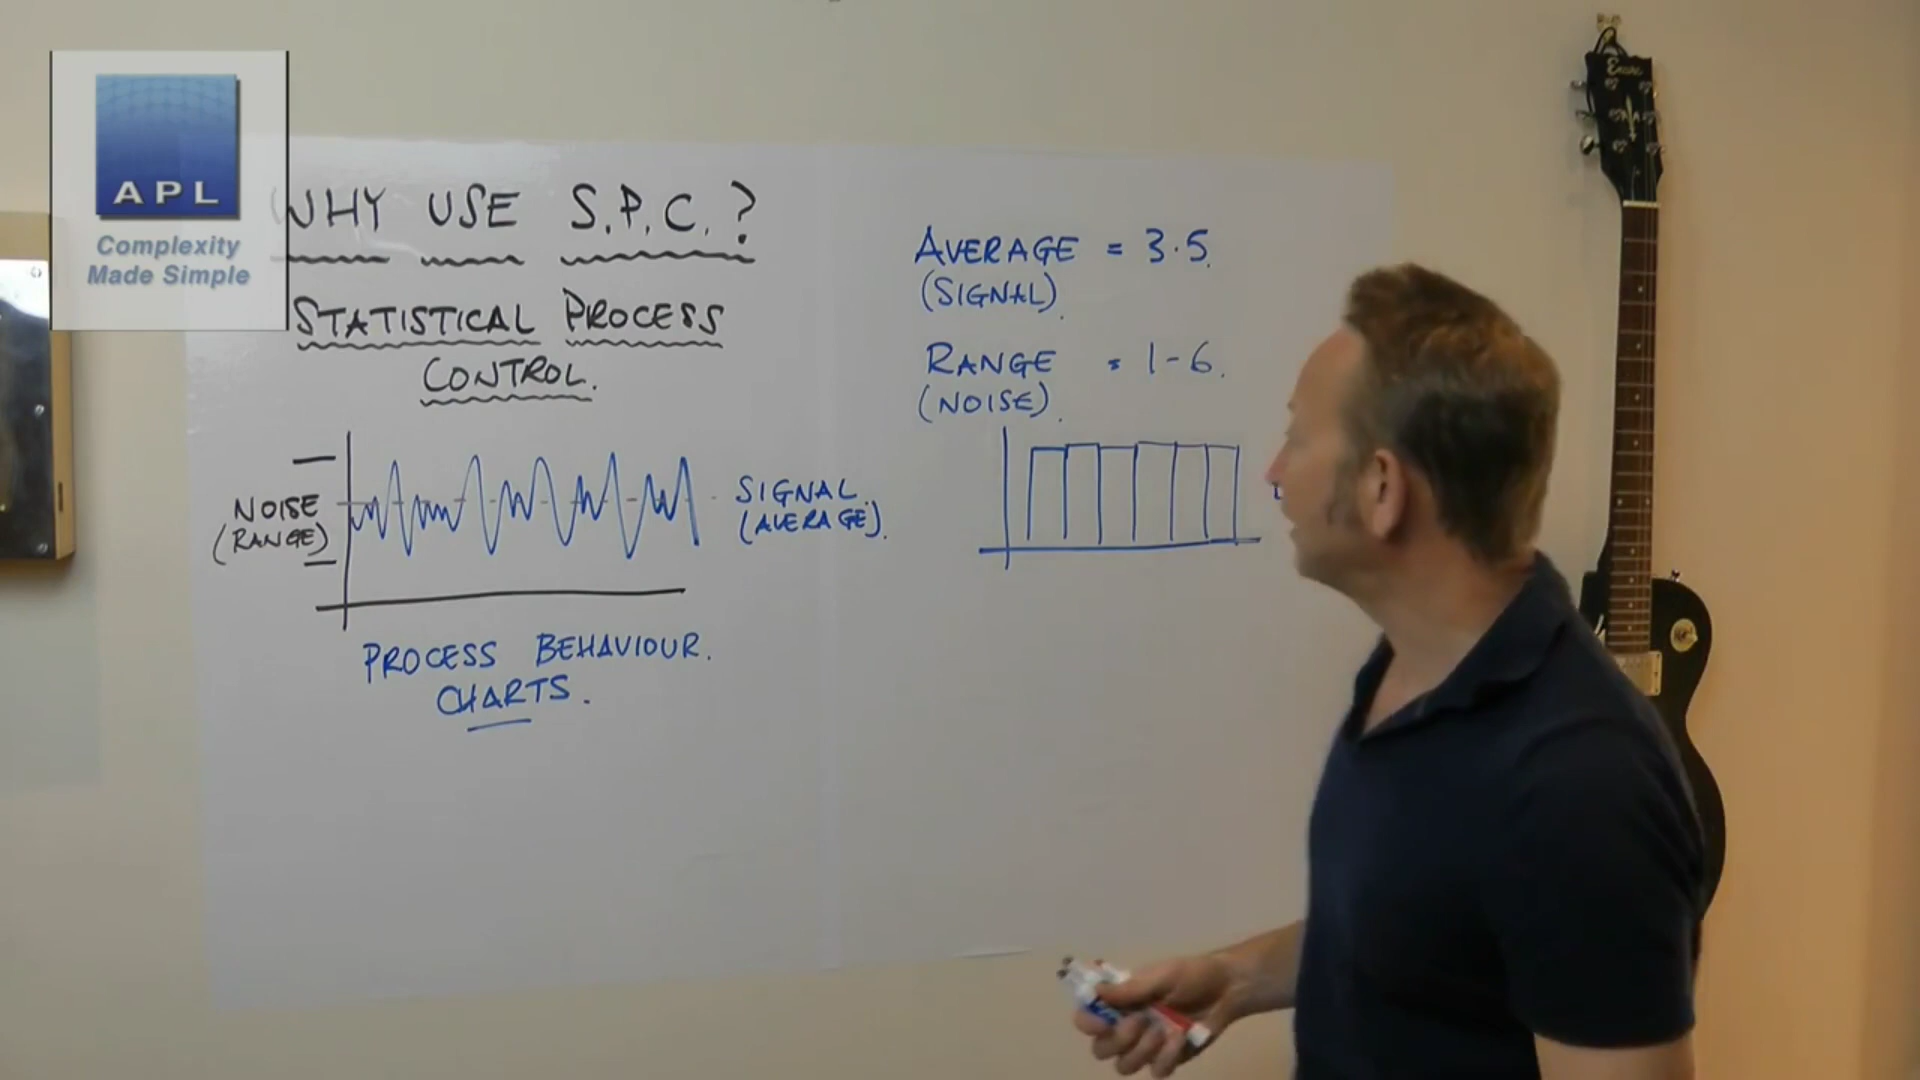 APL
Complexity
Made Simple
WHY USE S.P.C.?
STATISTICAL PROCESS
CONTROL.
NOISE
(RANGE)
SIGNAL.
(AVERAGE).
PROCESS BEHAVIOUR.
CHARTS.
AVERAGE = 3.5.
(SIGNAL).
RANGE = 1-6.
(NOISE).